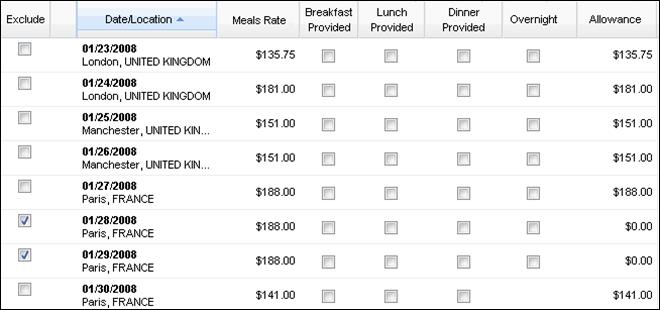 Exclude Date/Location Meals Rate Breakfast Provided Lunch Provided Dinner Provided Overnight Allowance
01/23/2008 $135.75 $135.75
London, UNITED KINGDOM
01/24/2008 $181.00 $181.00
London, UNITED KINGDOM
01/25/2008 $151.00 $151.00
Manchester, UNITED KIN...
01/26/2008 $151.00 $151.00
Manchester, UNITED KIN...
01/27/2008 $188.00 $188.00
Paris, FRANCE
01/28/2008 $188.00 $0.00
Paris, FRANCE
01/29/2008 $188.00 $0.00
Paris, FRANCE
01/30/2008 $141.00 $141.00
Paris, FRANCE